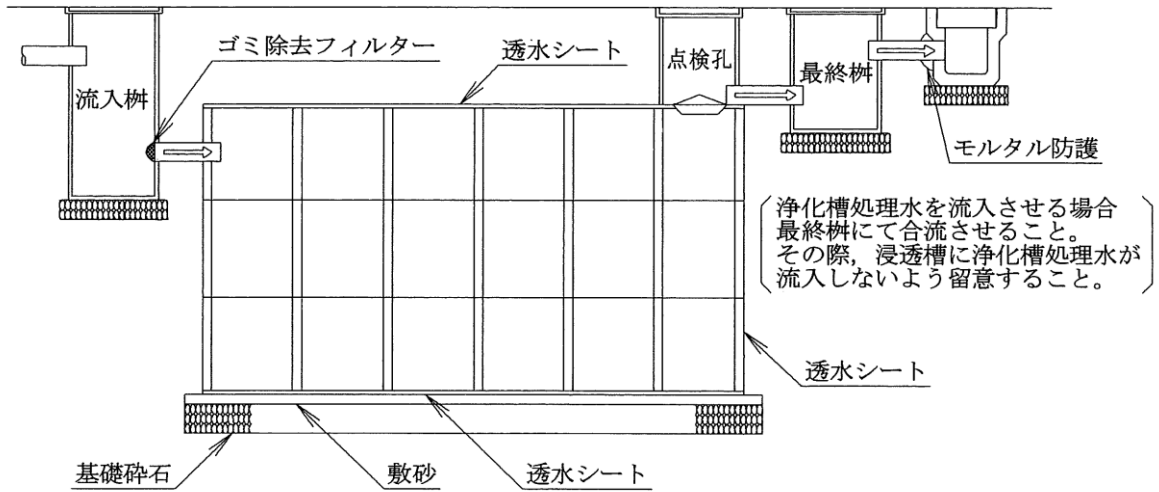 ゴミ除去フィルター
透水シート
点検孔
最終桝
流入桝
モルタル防護
浄化槽処理水を流入させる場合
最終桝にて合流させること。
その際，浸透槽に浄化槽処理水が
流入しないよう留意すること。
透水シート
基礎砕石
敷砂
透水シート